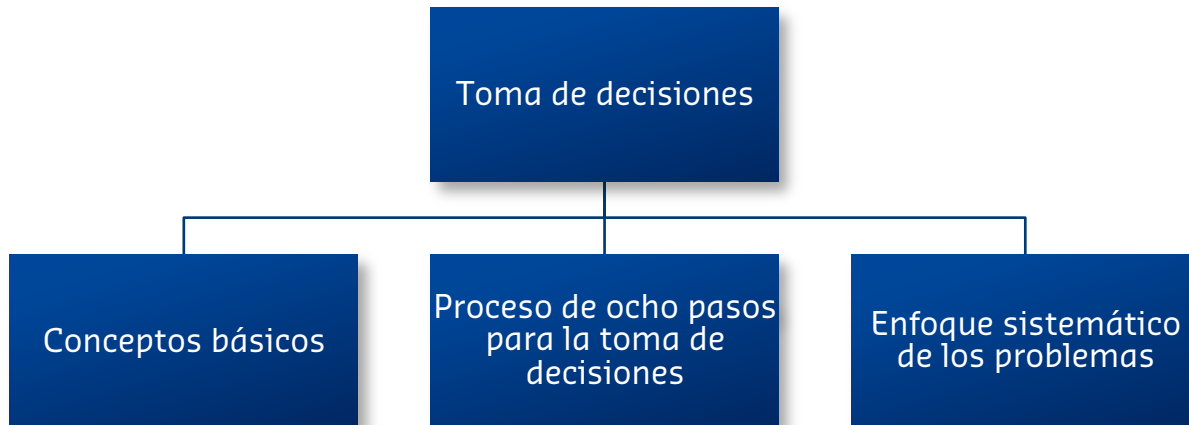 Toma de decisiones
Conceptos básicos
Proceso de ocho pasos
para la toma de
decisiones
Enfoque sistemático
de los problemas